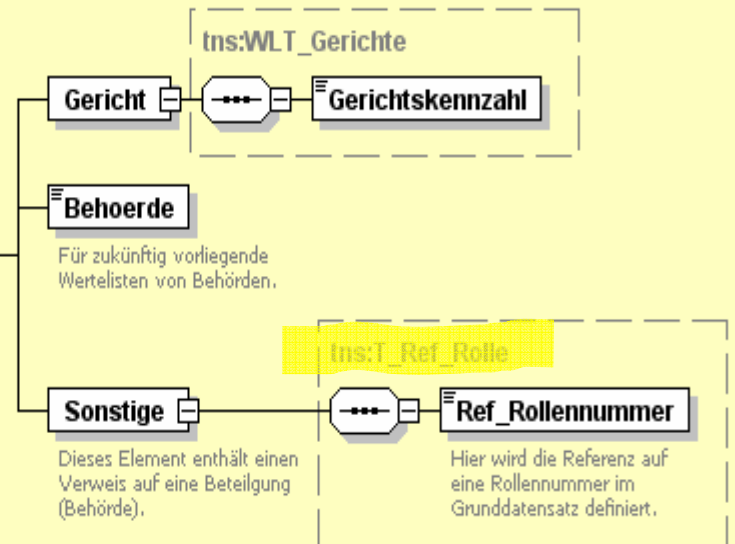 tns:WLT_Gerichte
Gericht
Gerichtskennzahl
Behoerde
Für zukünftig vorliegende
Wertelisten von Behörden.
tns:T_Ref_Rolle
Sonstige
Ref_Rollennummer
Dieses Element enthält einen
Verweis auf eine Beteilgung
(Behörde).
Hier wird die Referenz auf
eine Rollennummer im
Grunddatensatz definiert.